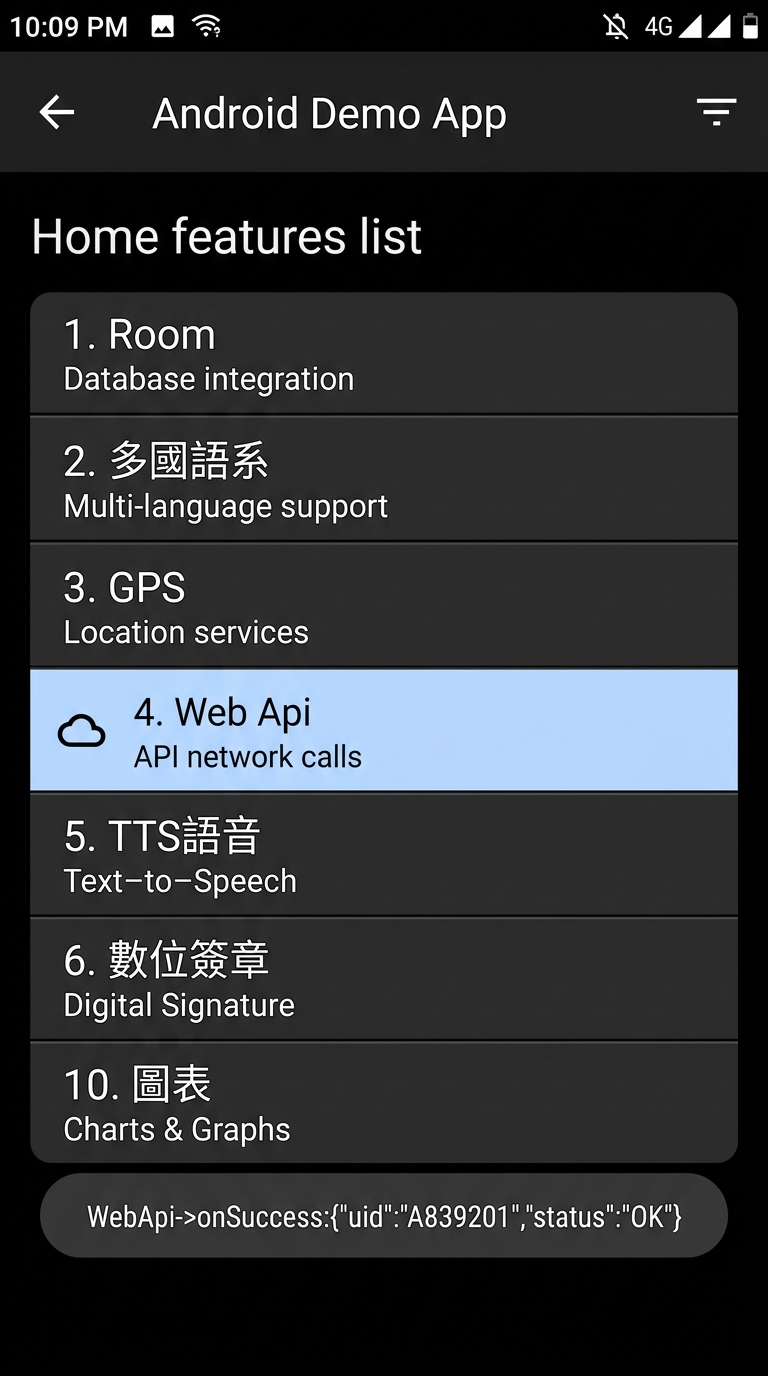 10:09 PM
4G
Android Demo App
Home features list
1. Room
Database integration
2. 多國語系
Multi-language support
3. GPS
Location services
4. Web Api
API network calls
5. TTS語音
Text–to–Speech
6. 數位簽章
Digital Signature
10. 圖表
Charts & Graphs
WebApi->onSuccess:{"uid":"A839201","status":"OK"}